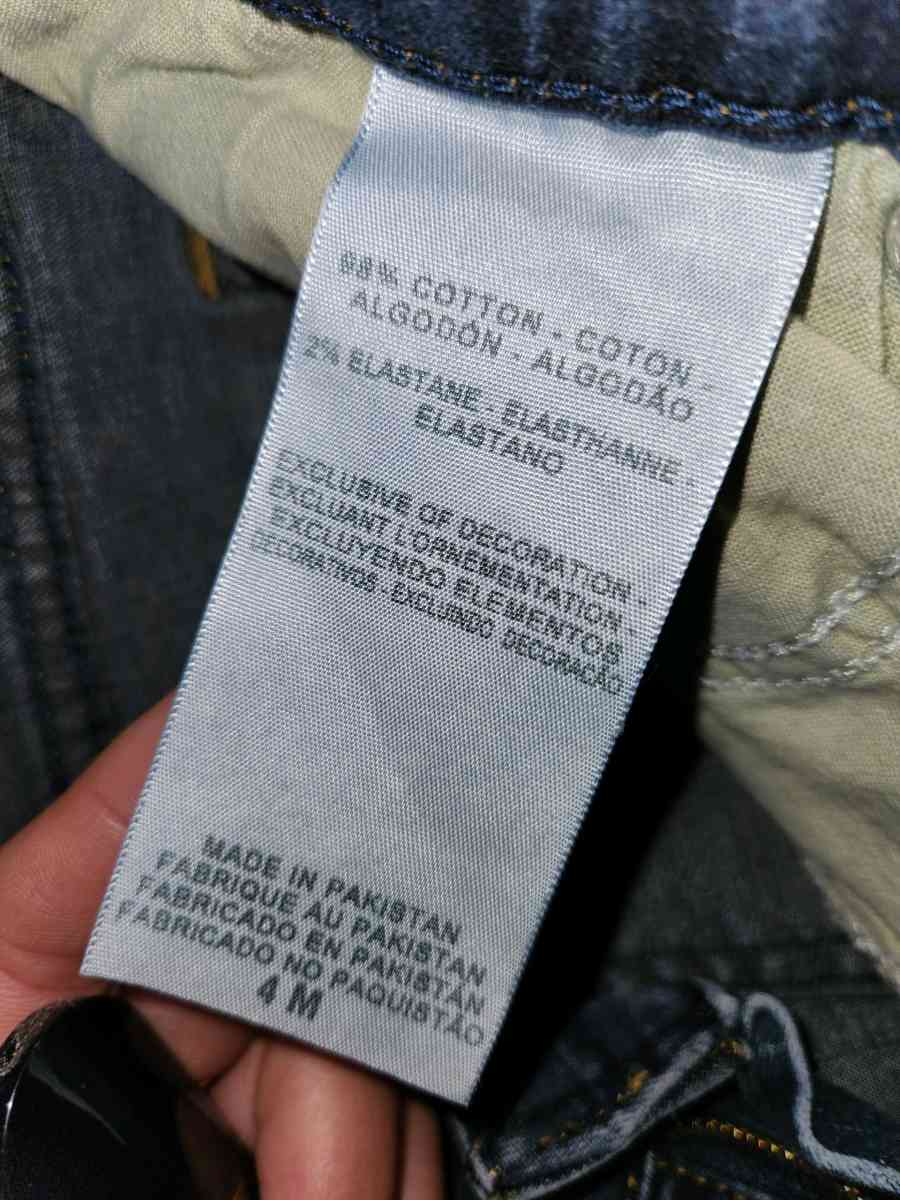 98% COTTON - COTON -
ALGODÓN - ALGODÃO
2% ELASTANE - ELASTHANNE -
ELASTANO
EXCLUSIVE OF DECORATION -
EXCLUANT L'ORNEMENTATION -
EXCLUYENDO ELEMENTOS
DECORATIVOS - EXCLUINDO DECORAÇÃO
MADE IN PAKISTAN
FABRIQUE AU PAKISTAN
FABRICADO EN PAKISTÁN
FABRICADO NO PAQUISTÃO
4 M